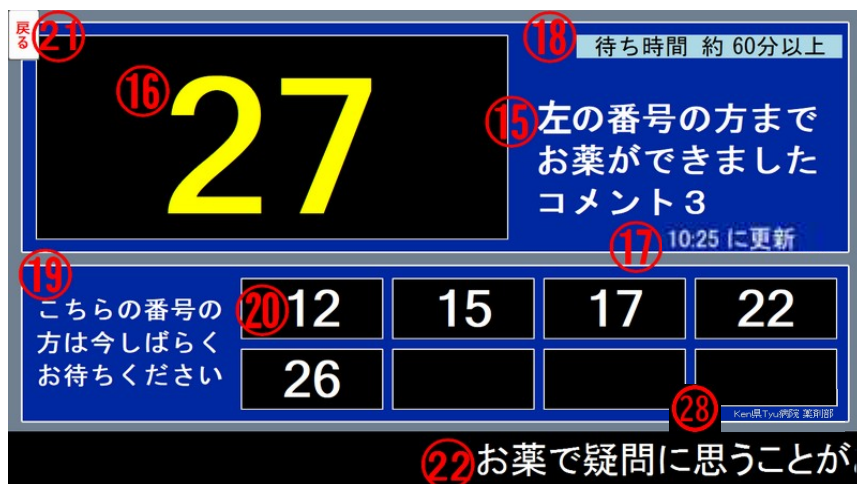 戻る
㉑
⑯
27
⑱
待ち時間 約 60分以上
⑮
左の番号の方まで
お薬ができました
コメント３
⑰
10:25 に更新
⑲
こちらの番号の
方は今しばらく
お待ちください
⑳
12 15 17 22
26
㉘
Ken県Tyu病院 薬剤部
㉒
お薬で疑問に思うことが